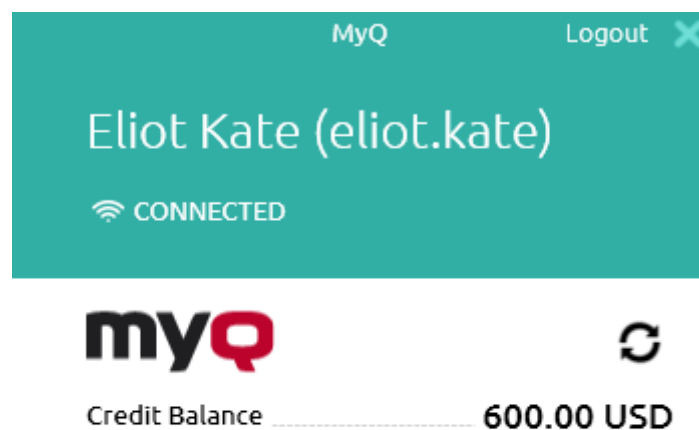 MyQ Logout
Eliot Kate (eliot.kate)
CONNECTED
myQ
Credit Balance 600.00 USD